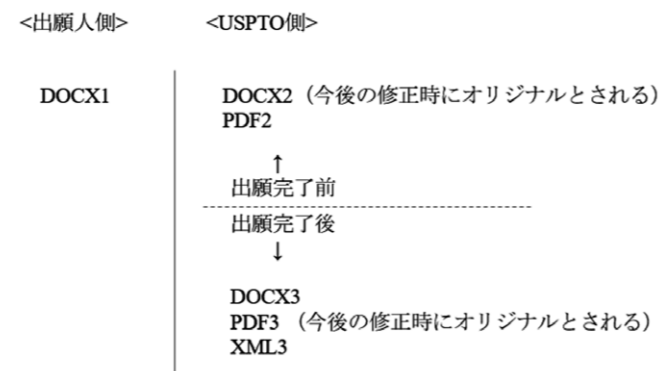 <出願人側> <USPTO側>
DOCX1 DOCX2（今後の修正時にオリジナルとされる）
PDF2
↑
出願完了前
出願完了後
↓
DOCX3
PDF3 （今後の修正時にオリジナルとされる）
XML3